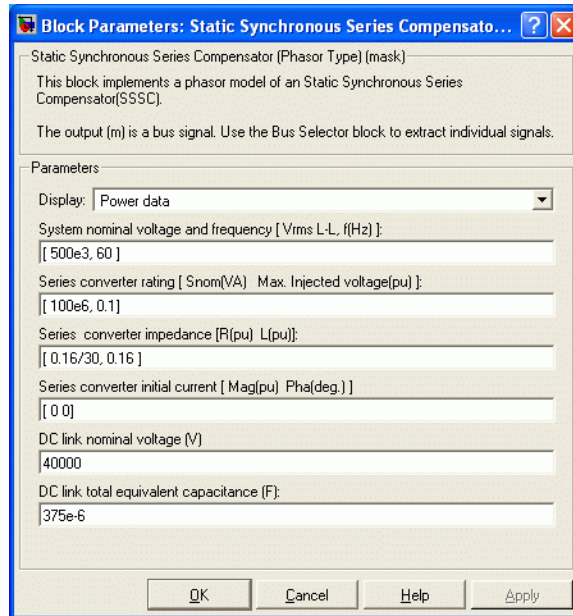 Block Parameters: Static Synchronous Series Compensato...
Static Synchronous Series Compensator (Phasor Type) (mask)
This block implements a phasor model of an Static Synchronous Series
Compensator(SSSC).
The output (m) is a bus signal. Use the Bus Selector block to extract individual signals.
Parameters
Display: Power data
System nominal voltage and frequency [ Vrms L-L, f(Hz) ]:
[ 500e3, 60 ]
Series converter rating [ Snom(VA) Max. Injected voltage(pu) ]:
[ 100e6, 0.1]
Series converter impedance [R(pu) L(pu)]:
[ 0.16/30, 0.16 ]
Series converter initial current [ Mag(pu) Pha(deg.) ]
[ 0 0]
DC link nominal voltage (V)
40000
DC link total equivalent capacitance (F):
375e-6
OK Cancel Help Apply